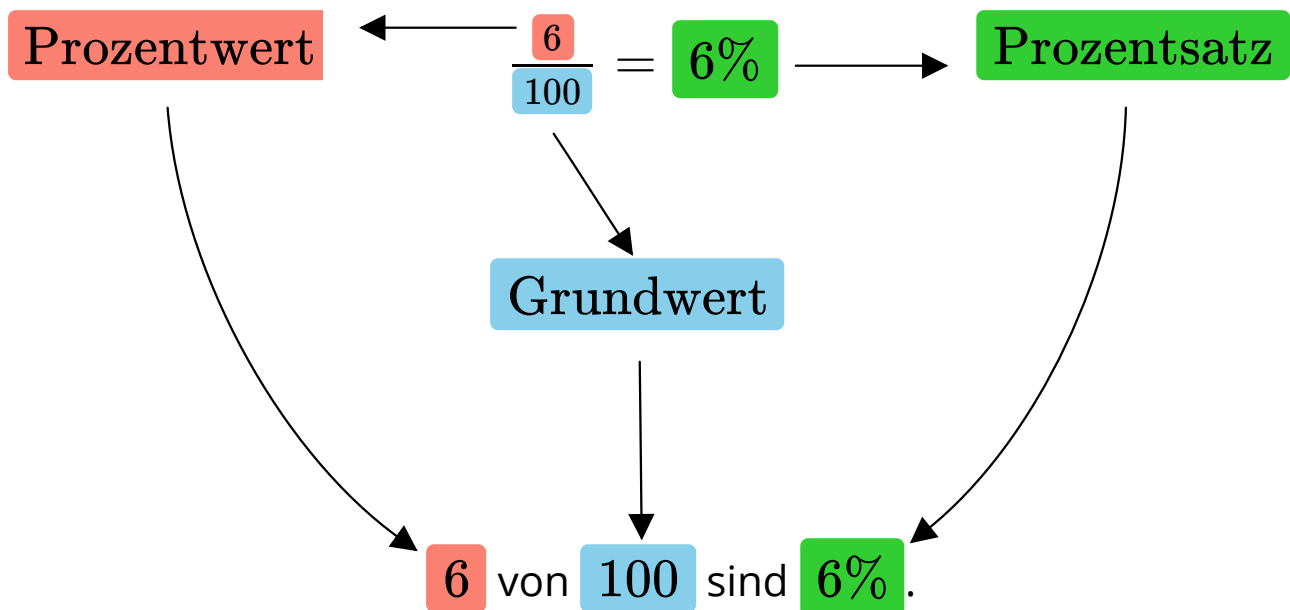 Prozentwert
6
100
= 6%
Prozentsatz
Grundwert
6 von 100 sind 6%.